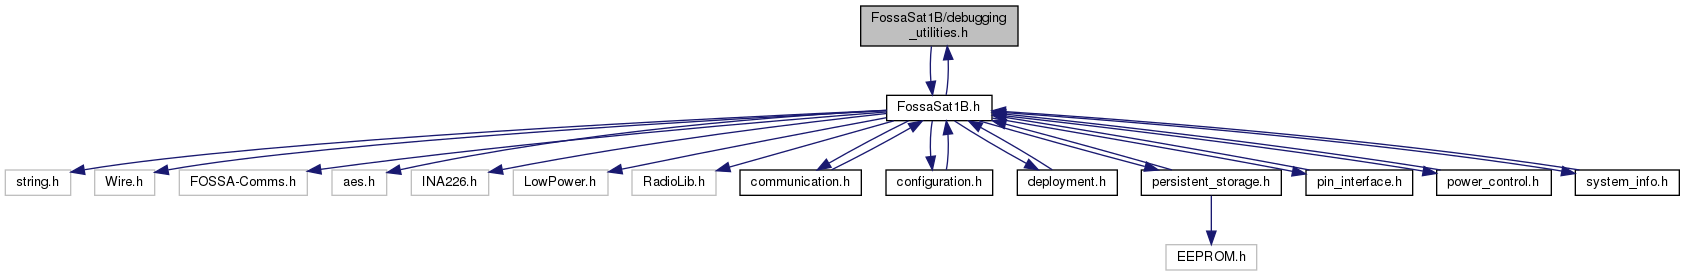 FossaSat1B/debugging
_utilities.h
FossaSat1B.h
string.h
Wire.h
FOSSA-Comms.h
aes.h
INA226.h
LowPower.h
RadioLib.h
communication.h
configuration.h
deployment.h
persistent_storage.h
pin_interface.h
power_control.h
system_info.h
EEPROM.h